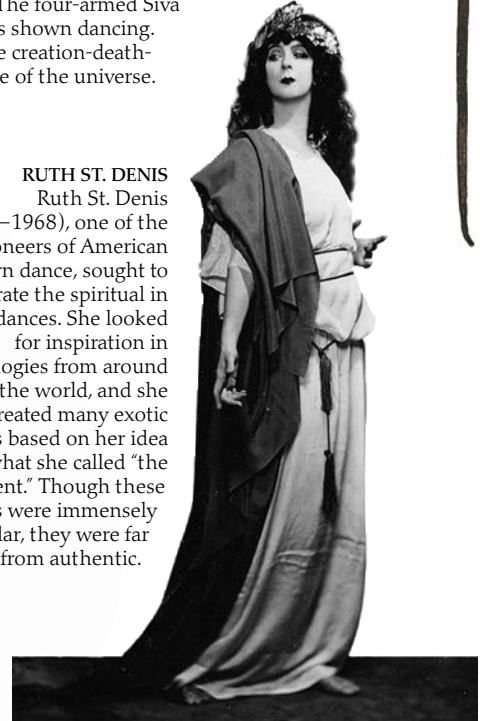 The four-armed Siva
s shown dancing.
e creation-death-
e of the universe.
RUTH ST. DENIS
Ruth St. Denis
–1968), one of the
oneers of American
rn dance, sought to
rate the spiritual in
dances. She looked
for inspiration in
logies from around
the world, and she
reated many exotic
s based on her idea
what she called “the
ent.” Though these
s were immensely
lar, they were far
from authentic.